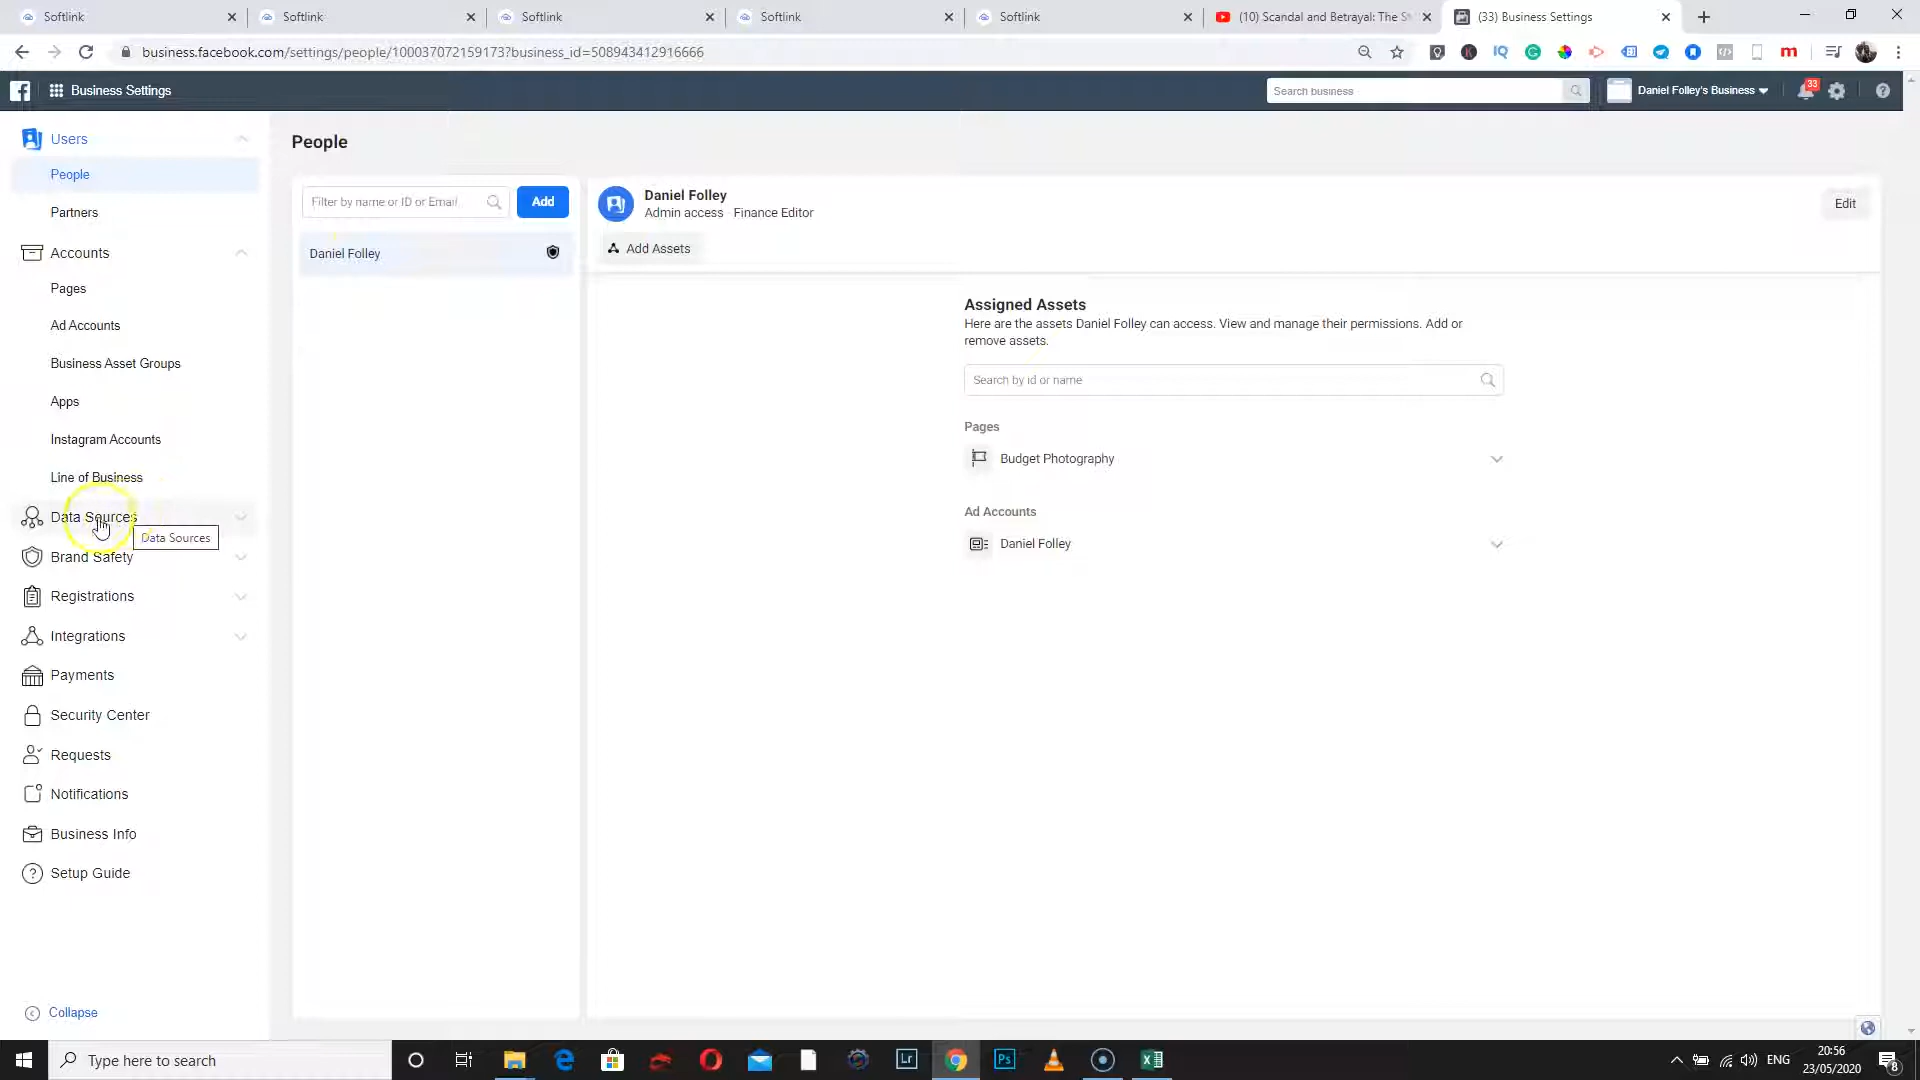 Softlink
Softlink
Softlink
Softlink
Softlink
(10) Scandal and Betrayal: The S
(33) Business Settings
business.facebook.com/settings/people/100037072159173?business_id=508943412916666
Business Settings
Search business
Daniel Folley's Business
33
Users
People
Partners
Accounts
Pages
Ad Accounts
Business Asset Groups
Apps
Instagram Accounts
Line of Business
Data Sources
Data Sources
Brand Safety
Registrations
Integrations
Payments
Security Center
Requests
Notifications
Business Info
Setup Guide
Collapse
People
Filter by name or ID or Email
Add
Daniel Folley
Daniel Folley
Admin access · Finance Editor
Edit
Add Assets
Assigned Assets
Here are the assets Daniel Folley can access. View and manage their permissions. Add or
remove assets.
Search by id or name
Pages
Budget Photography
Ad Accounts
Daniel Folley
Type here to search
Lr
Ps
ENG
20:56
23/05/2020
8